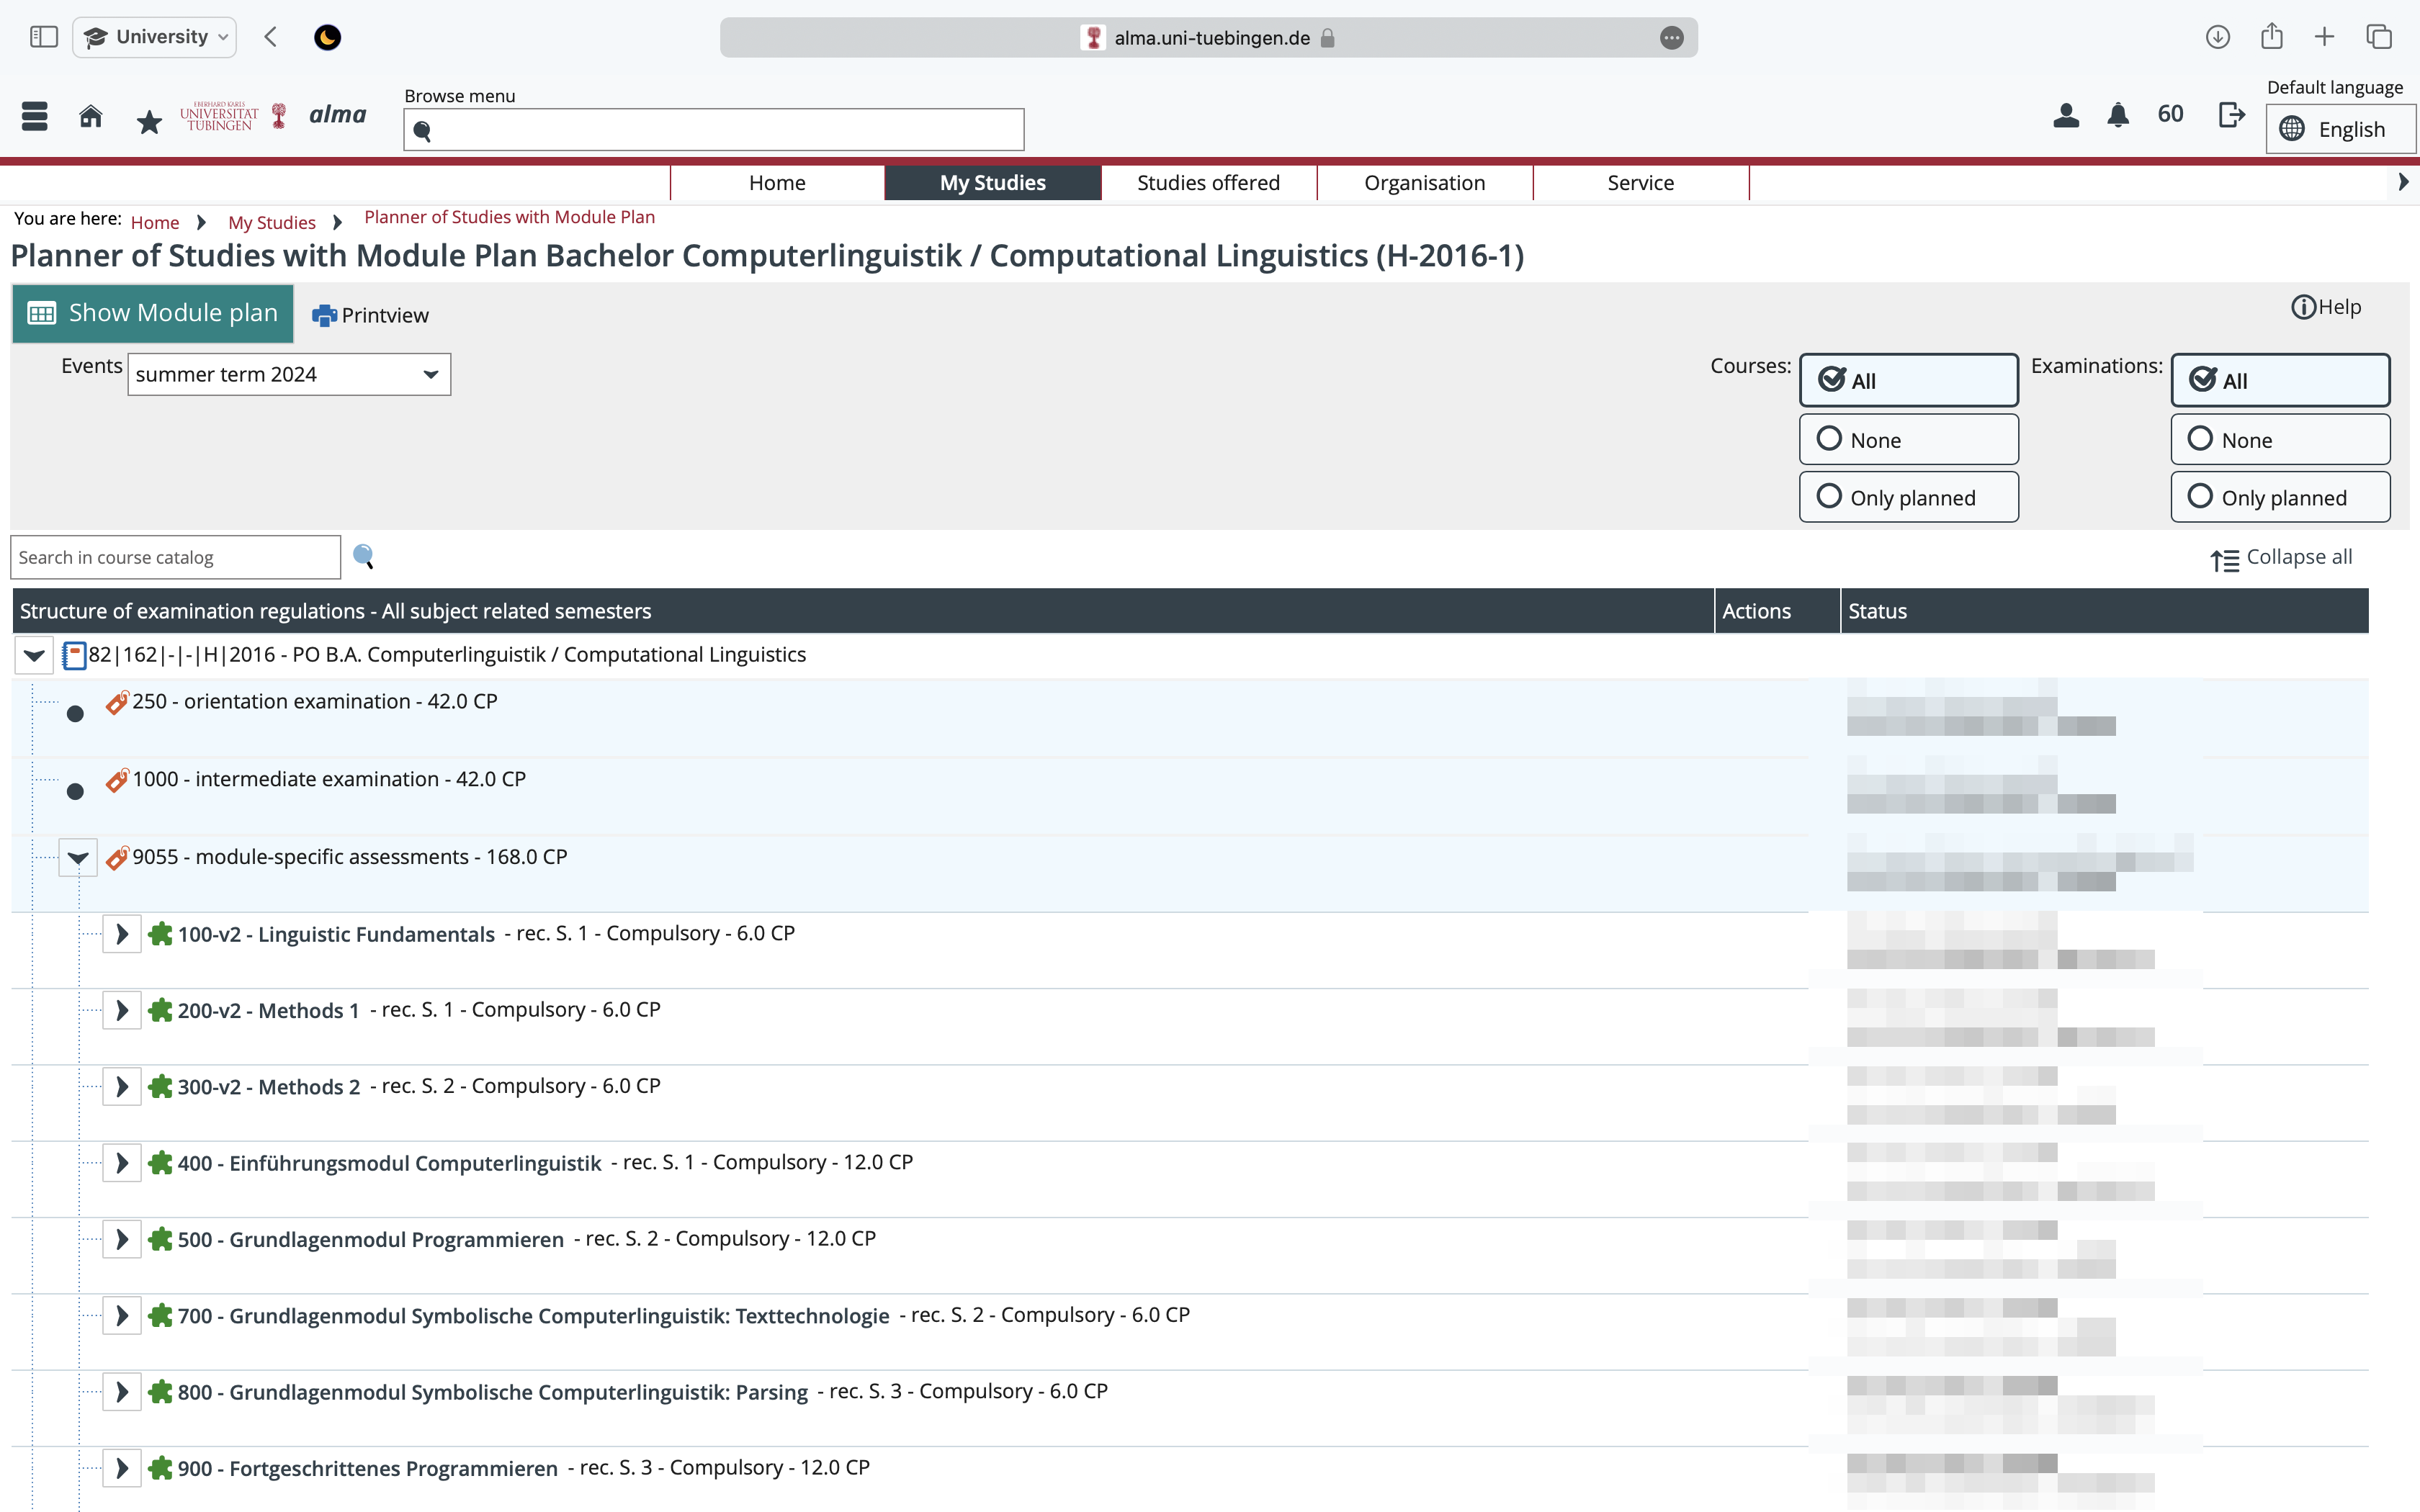 University
alma.uni-tuebingen.de
Default language
Browse menu
EBERHARD KARLS
UNIVERSITÄT
TÜBINGEN
alma
60
English
Home
My Studies
Studies offered
Organisation
Service
You are here: Home My Studies Planner of Studies with Module Plan
Planner of Studies with Module Plan Bachelor Computerlinguistik / Computational Linguistics (H-2016-1)
Show Module plan
Printview
Help
Events summer term 2024
Courses:
All
None
Only planned
Examinations:
All
None
Only planned
Search in course catalog
Collapse all
Structure of examination regulations - All subject related semesters
Actions
Status
82|162|-|-|H|2016 - PO B.A. Computerlinguistik / Computational Linguistics
250 - orientation examination - 42.0 CP
1000 - intermediate examination - 42.0 CP
9055 - module-specific assessments - 168.0 CP
100-v2 - Linguistic Fundamentals - rec. S. 1 - Compulsory - 6.0 CP
200-v2 - Methods 1 - rec. S. 1 - Compulsory - 6.0 CP
300-v2 - Methods 2 - rec. S. 2 - Compulsory - 6.0 CP
400 - Einführungsmodul Computerlinguistik - rec. S. 1 - Compulsory - 12.0 CP
500 - Grundlagenmodul Programmieren - rec. S. 2 - Compulsory - 12.0 CP
700 - Grundlagenmodul Symbolische Computerlinguistik: Texttechnologie - rec. S. 2 - Compulsory - 6.0 CP
800 - Grundlagenmodul Symbolische Computerlinguistik: Parsing - rec. S. 3 - Compulsory - 6.0 CP
900 - Fortgeschrittenes Programmieren - rec. S. 3 - Compulsory - 12.0 CP